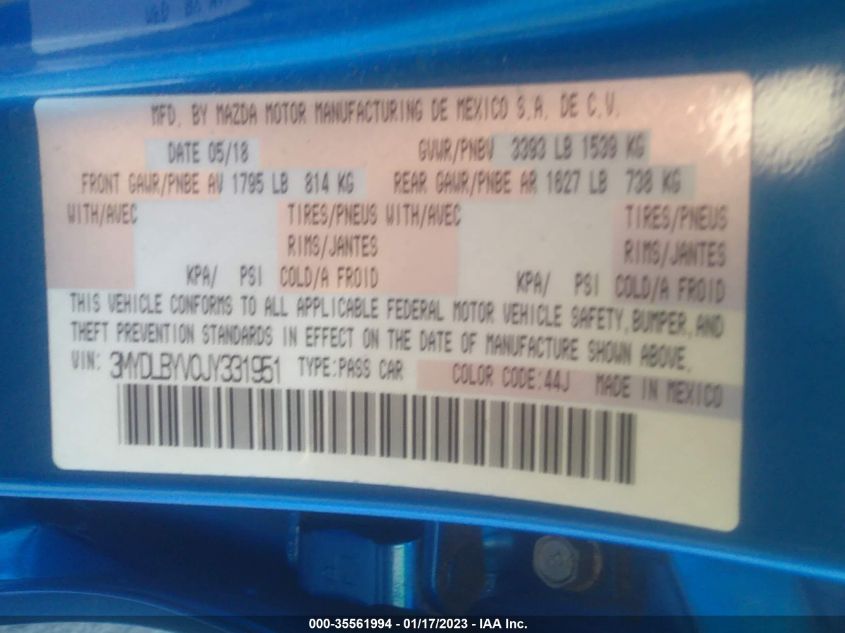 MFD. BY MAZDA MOTOR MANUFACTURING DE MEXICO S.A. DE C.V.
DATE 05/18 GVWR/PNBV 3393 LB 1539 KG
FRONT GAWR/PNBE AV 1795 LB 814 KG REAR GAWR/PNBE AR 1627 LB 738 KG
WITH/AVEC TIRES/PNEUS WITH/AVEC TIRES/PNEUS
RIMS/JANTES RIMS/JANTES
KPA/ PSI COLD/A FROID KPA/ PSI COLD/A FROID
THIS VEHICLE CONFORMS TO ALL APPLICABLE FEDERAL MOTOR VEHICLE SAFETY, BUMPER, AND
THEFT PREVENTION STANDARDS IN EFFECT ON THE DATE OF MANUFACTURE SHOWN ABOVE.
VIN: 3MYDLBYV0JY331951 TYPE:PASS CAR COLOR CODE:44J MADE IN MEXICO
000-35561994 - 01/17/2023 - IAA Inc.